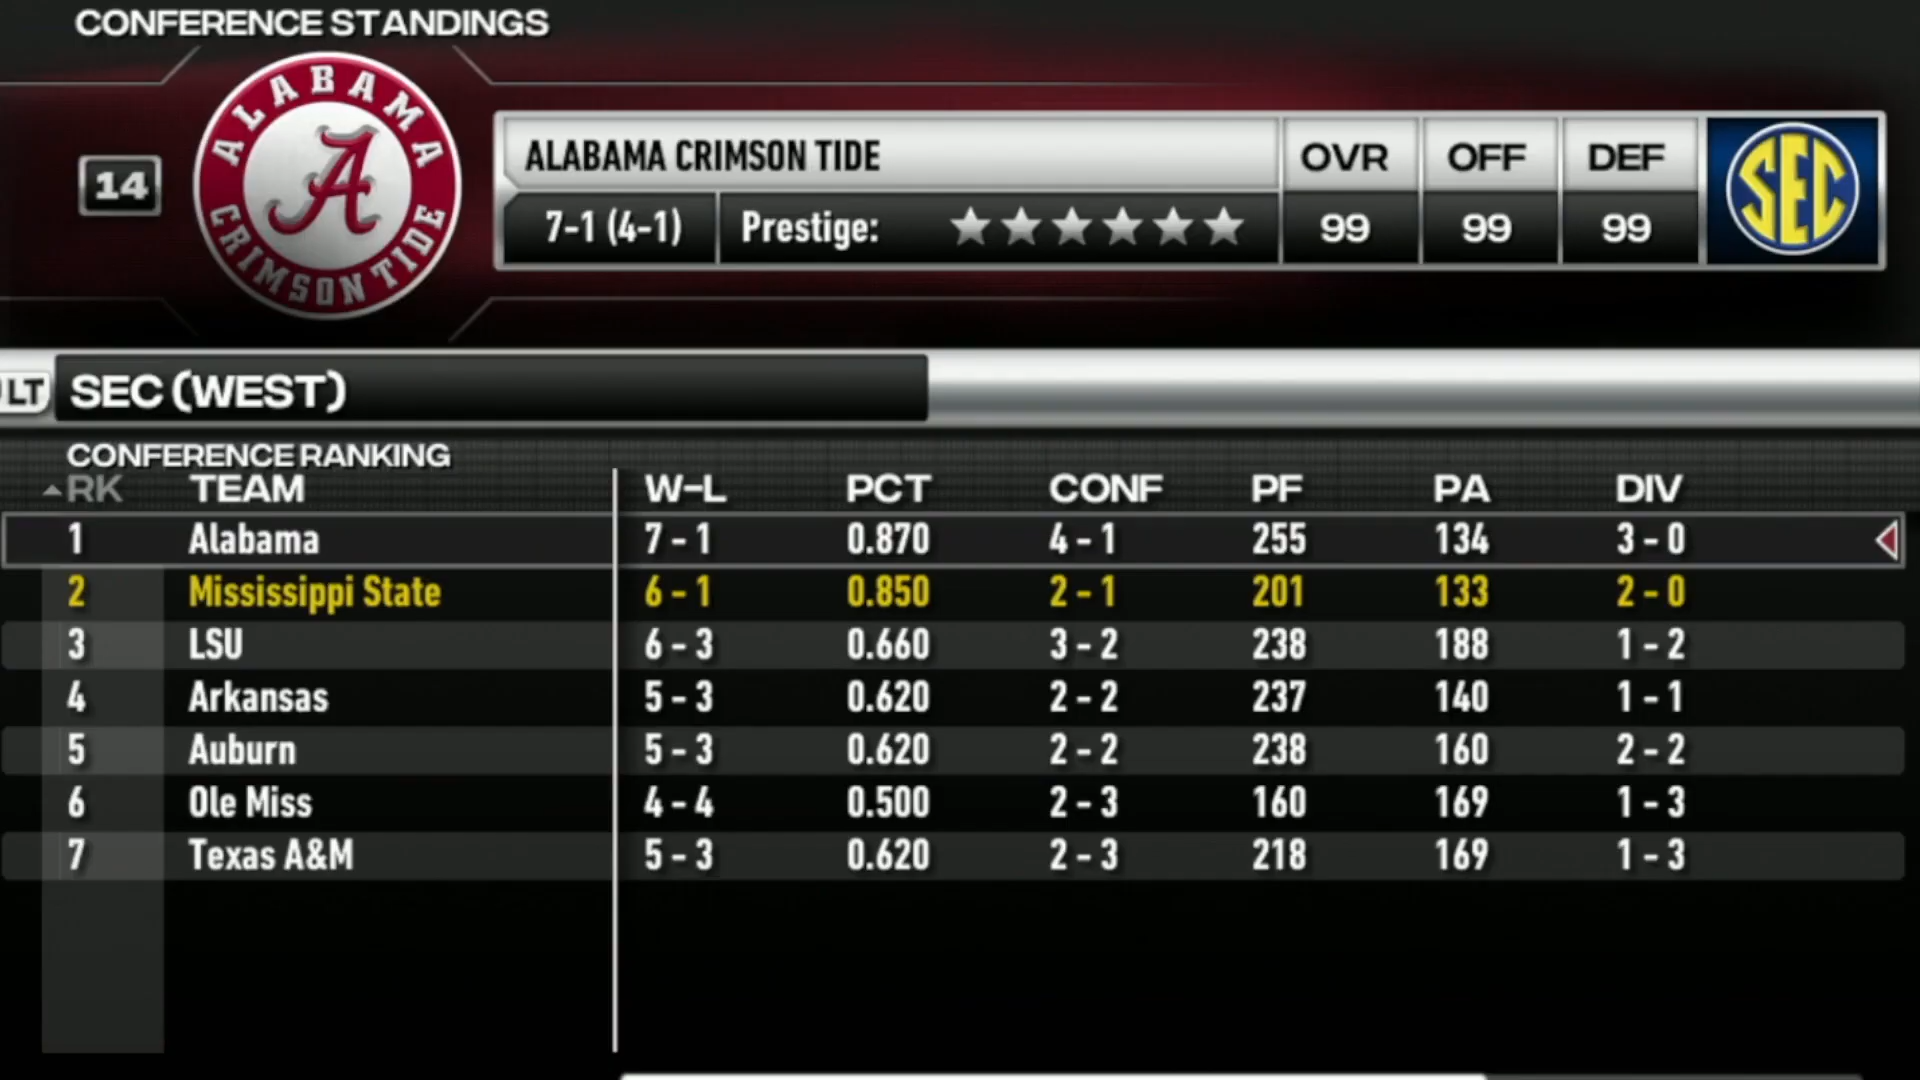 CONFERENCE STANDINGS
14
ALABAMA CRIMSON TIDE
A
ALABAMA CRIMSON TIDE OVR OFF DEF
7-1 (4-1) Prestige: 99 99 99
SEC
LT SEC (WEST)
CONFERENCE RANKING
RK TEAM W-L PCT CONF PF PA DIV
1 Alabama 7 - 1 0.870 4 - 1 255 134 3 - 0
2 Mississippi State 6 - 1 0.850 2 - 1 201 133 2 - 0
3 LSU 6 - 3 0.660 3 - 2 238 188 1 - 2
4 Arkansas 5 - 3 0.620 2 - 2 237 140 1 - 1
5 Auburn 5 - 3 0.620 2 - 2 238 160 2 - 2
6 Ole Miss 4 - 4 0.500 2 - 3 160 169 1 - 3
7 Texas A&M 5 - 3 0.620 2 - 3 218 169 1 - 3